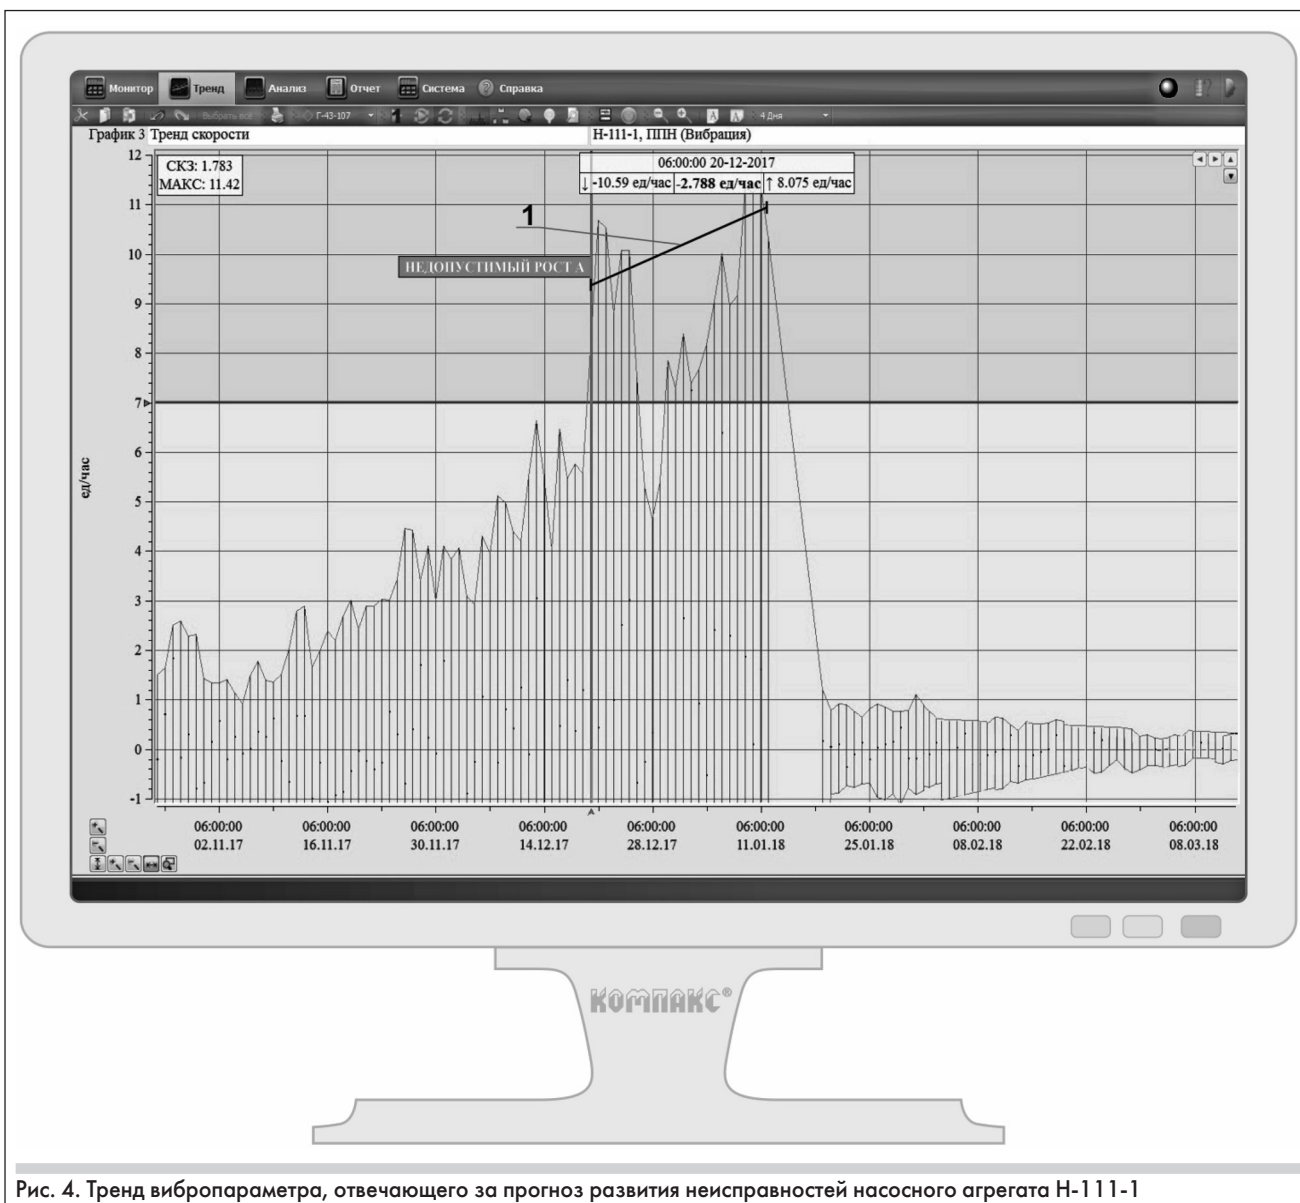 Монитор Тренд Анализ Отчет Система Справка
Выбрать все Г-43-107 4 Дня
График 3 Тренд скорости Н-111-1, ППН (Вибрация)
СКЗ: 1.783
МАКС: 11.42
06:00:00 20-12-2017
↓ -10.59 ед/час -2.788 ед/час ↑ 8.075 ед/час
1
НЕДОПУСТИМЫЙ РОСТ А
12
11
10
9
8
7
6
5
4
3
2
1
0
-1
ед/час
А
06:00:00 06:00:00 06:00:00 06:00:00 06:00:00 06:00:00 06:00:00 06:00:00 06:00:00 06:00:00
02.11.17 16.11.17 30.11.17 14.12.17 28.12.17 11.01.18 25.01.18 08.02.18 22.02.18 08.03.18
КОМПАКС®
Рис. 4. Тренд вибропараметра, отвечающего за прогноз развития неисправностей насосного агрегата Н-111-1